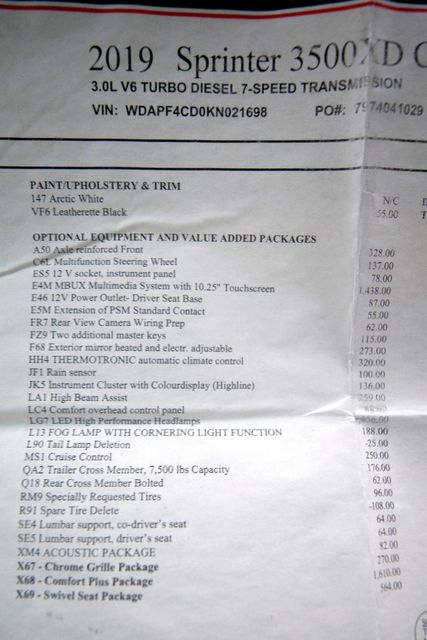 2019 Sprinter 3500XD C
3.0L V6 TURBO DIESEL 7-SPEED TRANSMISSION
VIN: WDAPF4CD0KN021698 PO#: 7974041029
PAINT/UPHOLSTERY & TRIM
147 Arctic White N/C
VF6 Leatherette Black 55.00
OPTIONAL EQUIPMENT AND VALUE ADDED PACKAGES
A50 Axle reinforced Front 328.00
C6L Multifunction Steering Wheel 137.00
ES5 12 V socket, instrument panel 78.00
E4M MBUX Multimedia System with 10.25" Touchscreen 1,438.00
E46 12V Power Outlet- Driver Seat Base 87.00
E5M Extension of PSM Standard Contact 55.00
FR7 Rear View Camera Wiring Prep 62.00
FZ9 Two additional master keys 115.00
F68 Exterior mirror heated and electr. adjustable 273.00
HH4 THERMOTRONIC automatic climate control 320.00
JF1 Rain sensor 100.00
JK5 Instrument Cluster with Colourdisplay (Highline) 136.00
LA1 High Beam Assist 259.00
LC4 Comfort overhead control panel
LG7 LED High Performance Headlamps
L13 FOG LAMP WITH CORNERING LIGHT FUNCTION 188.00
L90 Tail Lamp Deletion -25.00
MS1 Cruise Control 250.00
QA2 Trailer Cross Member, 7,500 lbs Capacity 176.00
Q18 Rear Cross Member Bolted 62.00
RM9 Specially Requested Tires 96.00
R91 Spare Tire Delete -108.00
SE4 Lumbar support, co-driver's seat 64.00
SE5 Lumbar support, driver's seat 64.00
XM4 ACOUSTIC PACKAGE 82.00
X67 - Chrome Grille Package 270.00
X68 - Comfort Plus Package 1,610.00
X69 - Swivel Seat Package 564.00